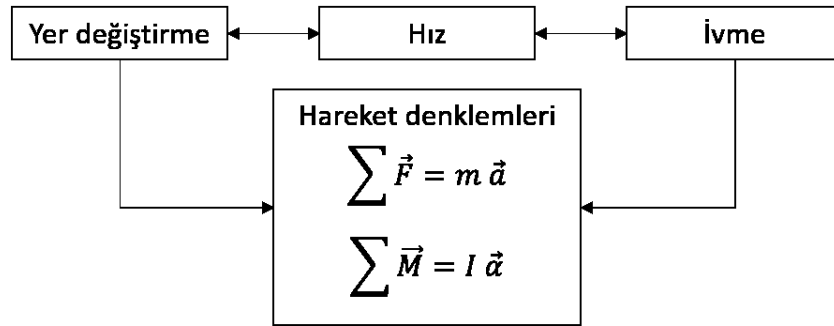 Yer değiştirme
Hız
İvme
Hareket denklemleri
∑ F⃗ = m a⃗
∑ M⃗ = I α⃗